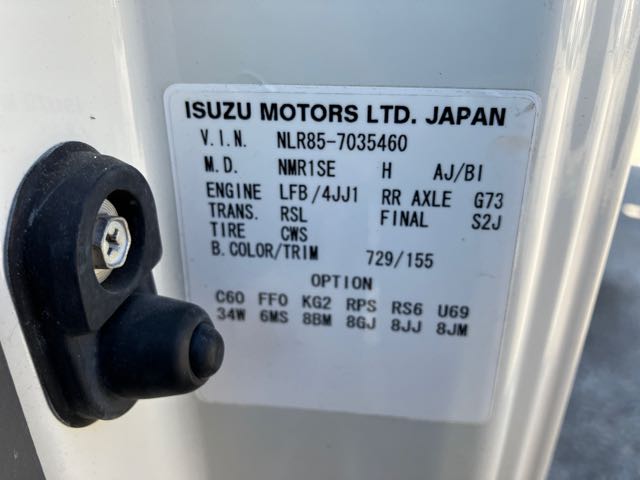 ISUZU MOTORS LTD. JAPAN
V.I.N. NLR85-7035460
M.D. NMR1SE H AJ/BI
ENGINE LFB/4JJ1 RR AXLE G73
TRANS. RSL FINAL S2J
TIRE CWS
B.COLOR/TRIM 729/155
OPTION
C60 FF0 KG2 RPS RS6 U69
34W 6MS 8BM 8GJ 8JJ 8JM